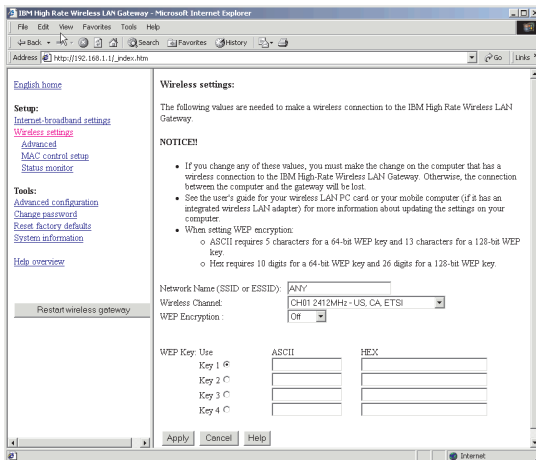 IBM High Rate Wireless LAN Gateway - Microsoft Internet Explorer
File Edit View Favorites Tools Help
Back Search Favorites History
Address http://192.168.1.1/_index.htm Go Links
English home
Setup:
Internet-broadband settings
Wireless settings
Advanced
MAC control setup
Status monitor
Tools:
Advanced configuration
Change password
Reset factory defaults
System information
Help overview
Restart wireless gateway
Wireless settings:
The following values are needed to make a wireless connection to the IBM High Rate Wireless LAN
Gateway.
NOTICE!!
If you change any of these values, you must make the change on the computer that has a
wireless connection to the IBM High-Rate Wireless LAN Gateway. Otherwise, the connection
between the computer and the gateway will be lost.
See the user's guide for your wireless LAN PC card or your mobile computer (if it has an
integrated wireless LAN adapter) for more information about updating the settings on your
computer.
When setting WEP encryption:
ASCII requires 5 characters for a 64-bit WEP key and 13 characters for a 128-bit WEP
key.
Hex requires 10 digits for a 64-bit WEP key and 26 digits for a 128-bit WEP key.
Network Name (SSID or ESSID): ANY
Wireless Channel: CH01 2412MHz - US, CA, ETSI
WEP Encryption : Off
WEP Key: Use ASCII HEX
Key 1
Key 2
Key 3
Key 4
Apply Cancel Help
Internet